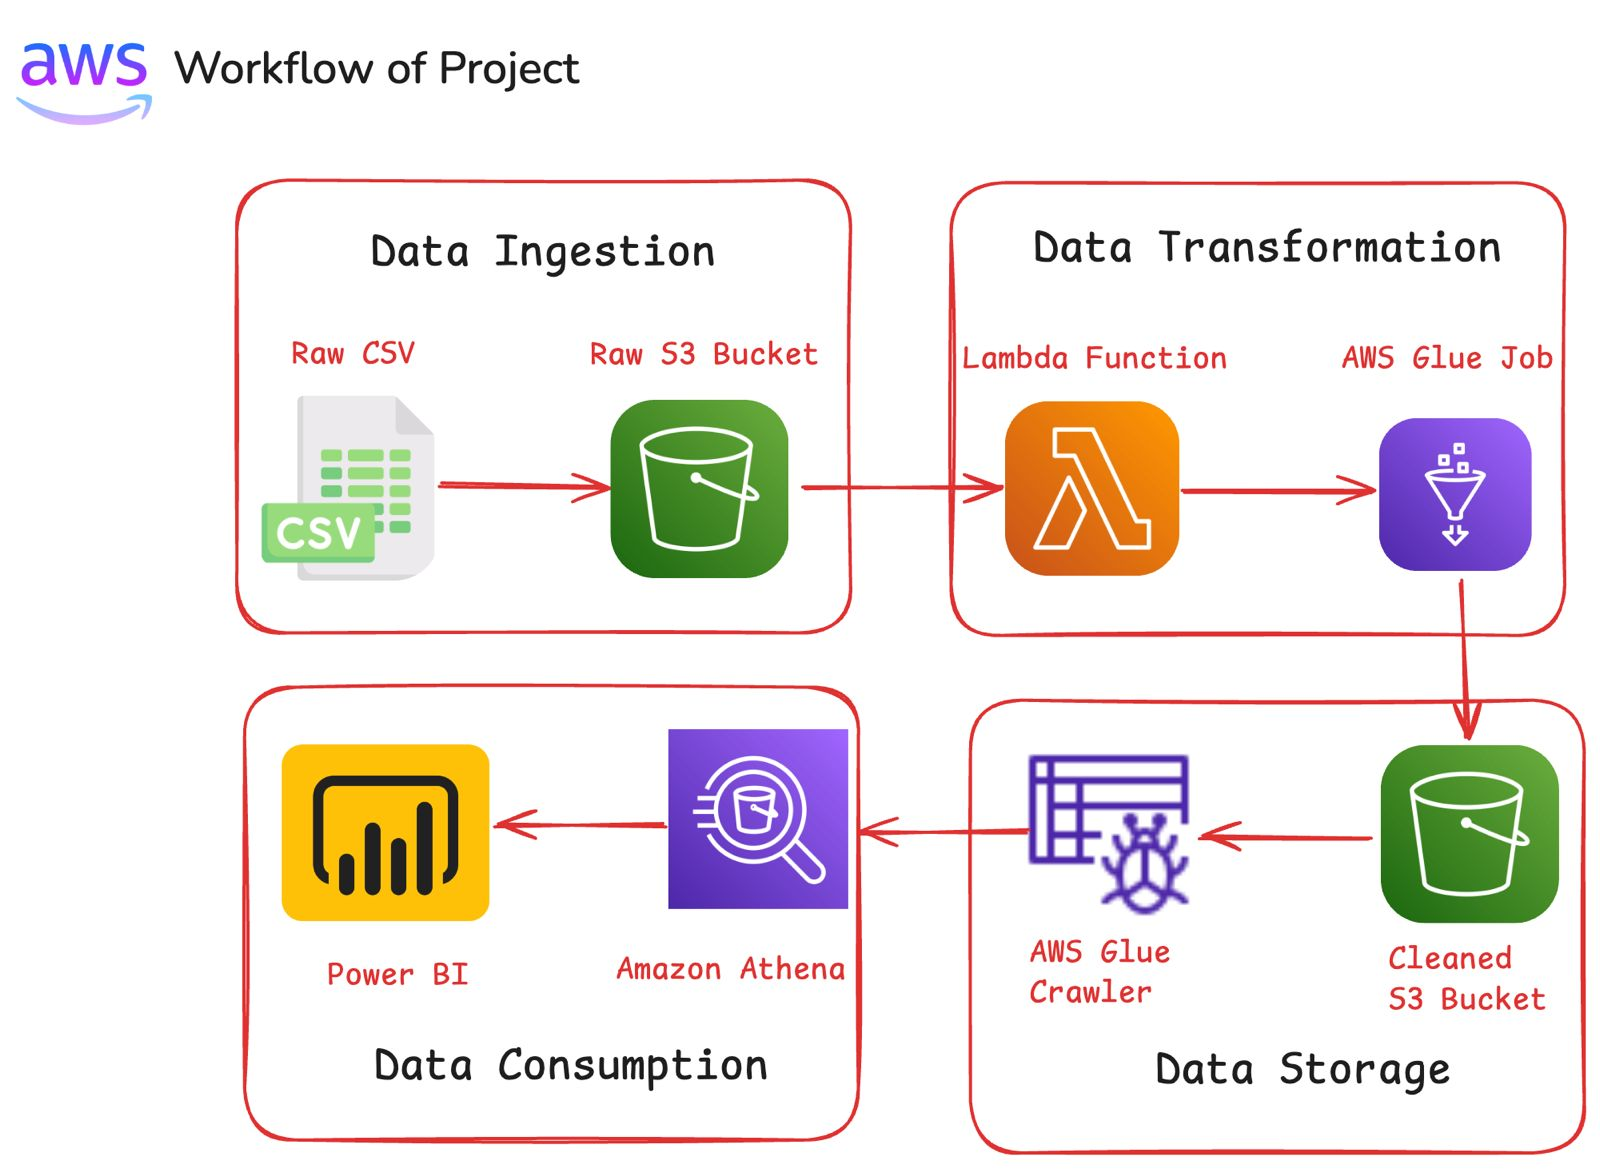 aws Workflow of Project
Data Ingestion
Raw CSV
Raw S3 Bucket
CSV
Data Transformation
Lambda Function
AWS Glue Job
Power BI
Amazon Athena
Data Consumption
AWS Glue
Crawler
Cleaned
S3 Bucket
Data Storage